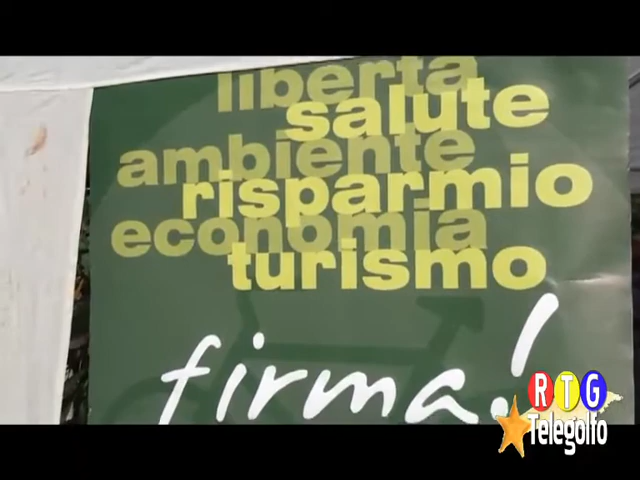 libertà
salute
ambiente
risparmio
economia
turismo
firma!
RTG
Telegolfo